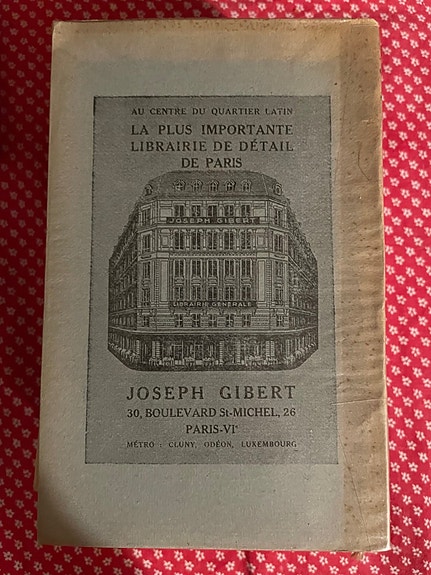 AU CENTRE DU QUARTIER LATIN
LA PLUS IMPORTANTE
LIBRAIRIE DE DÉTAIL
DE PARIS
JOSEPH GIBERT
LIBRAIRIE GENERALE
JOSEPH GIBERT
30, BOULEVARD St-MICHEL, 26
PARIS-VIe
MÉTRO : CLUNY, ODÉON, LUXEMBOURG